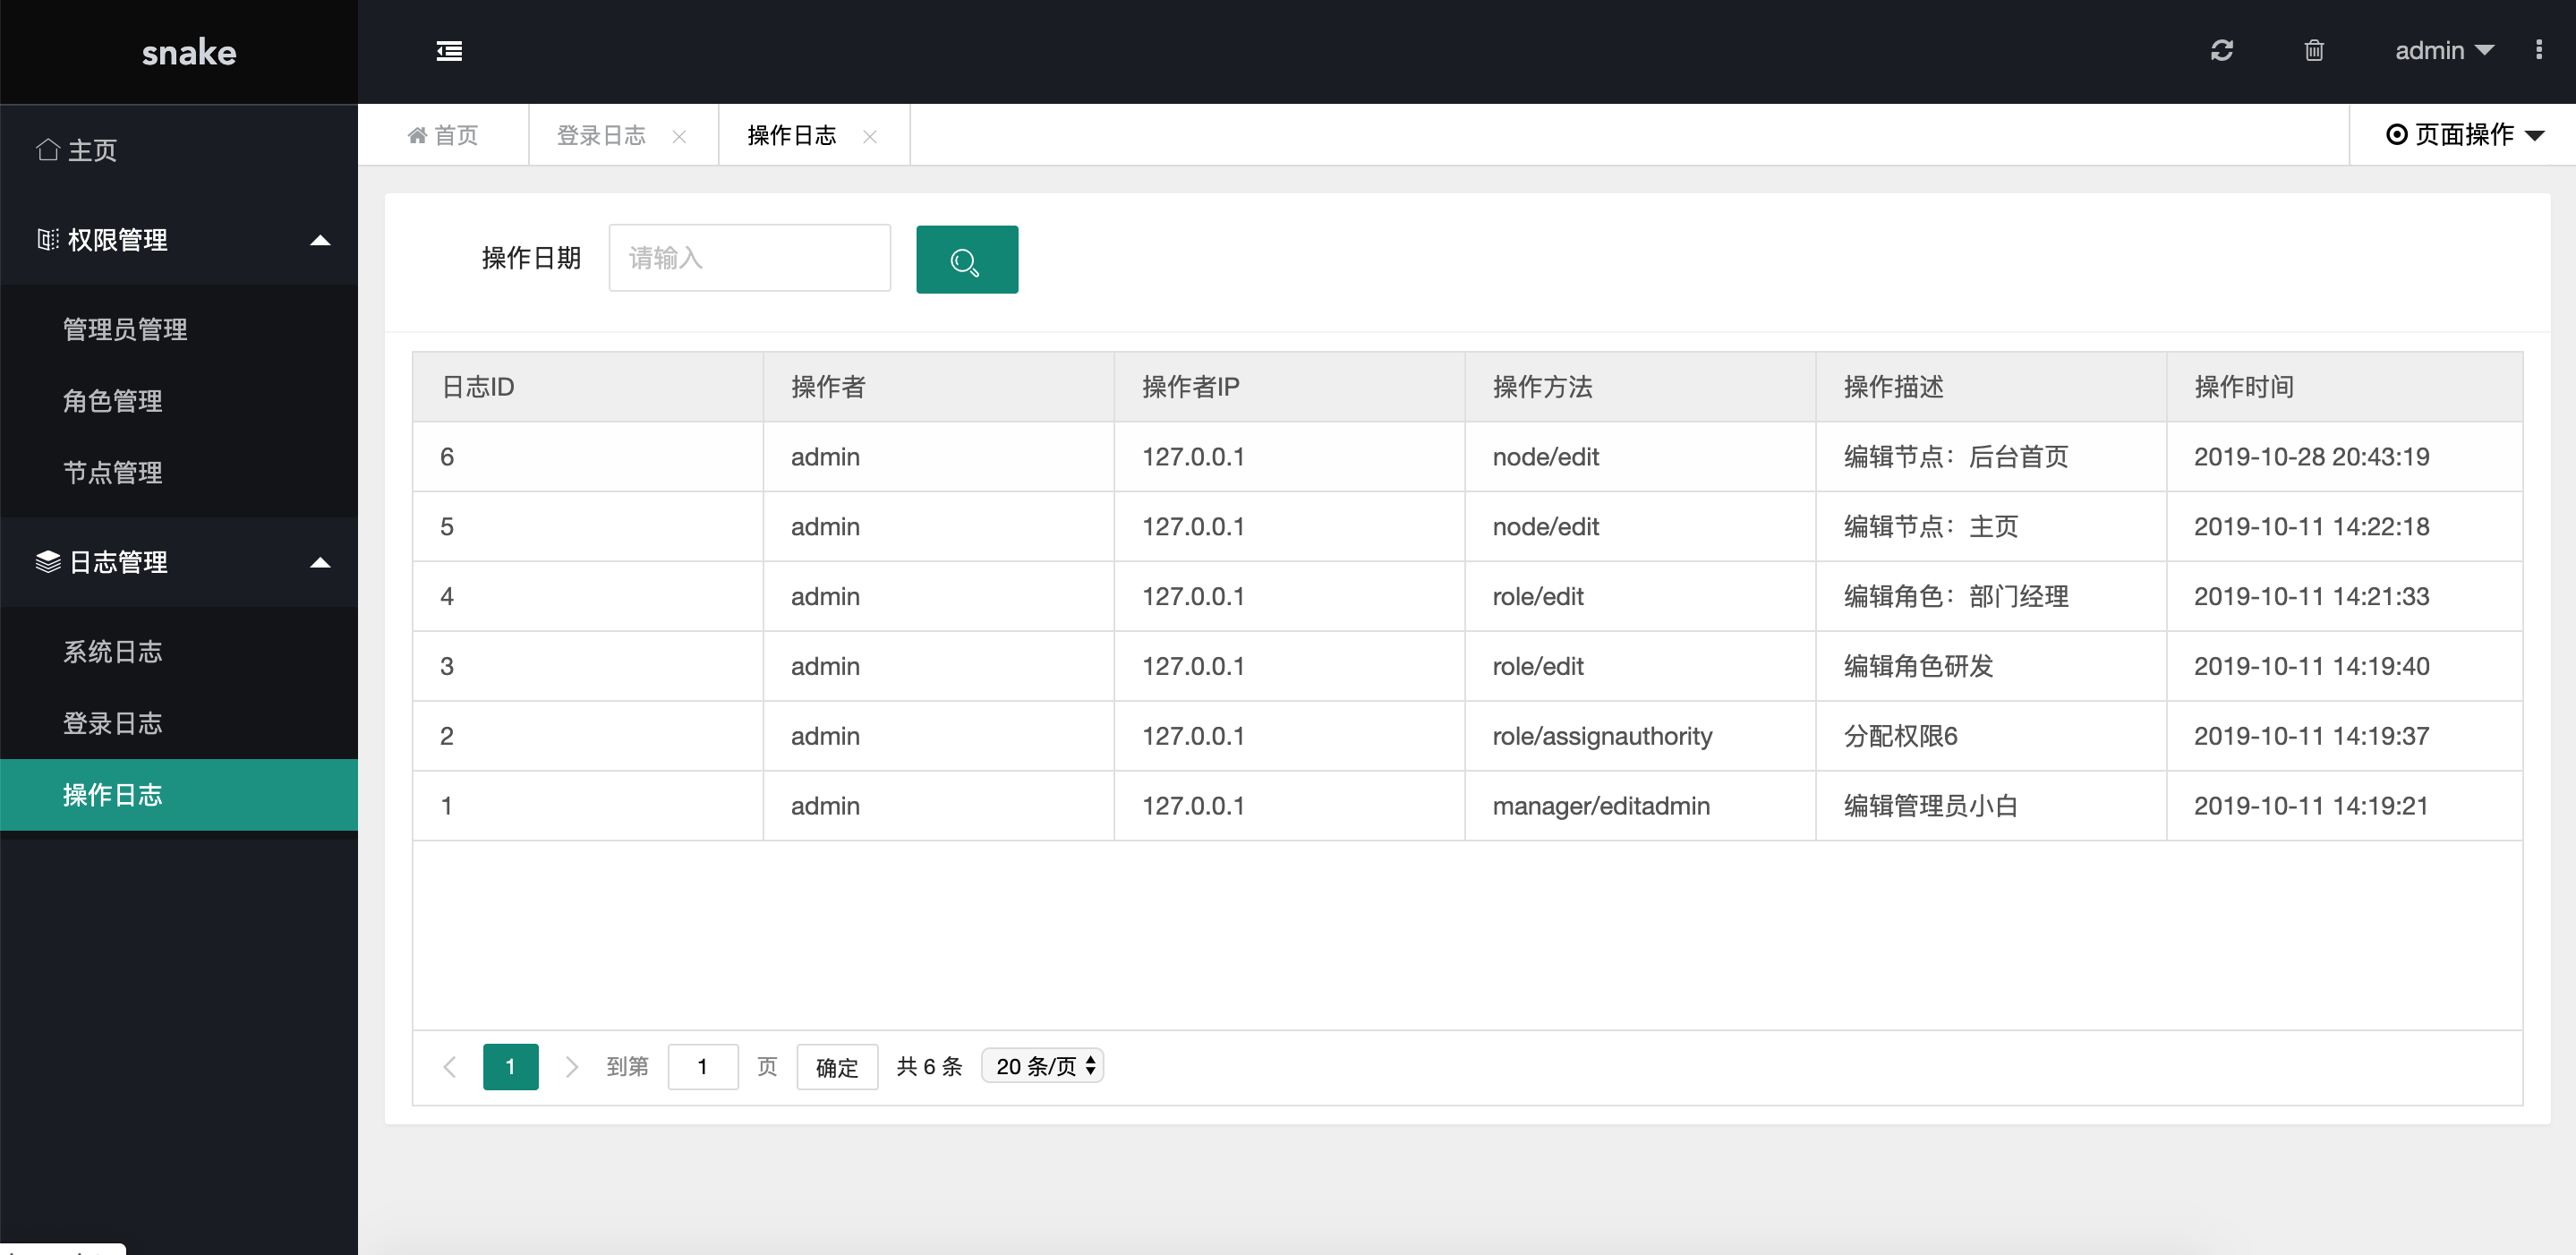 snake
admin
主页
权限管理
管理员管理
角色管理
节点管理
日志管理
系统日志
登录日志
操作日志
首页 登录日志 操作日志 页面操作
操作日期 请输入
日志ID 操作者 操作者IP 操作方法 操作描述 操作时间
6 admin 127.0.0.1 node/edit 编辑节点：后台首页 2019-10-28 20:43:19
5 admin 127.0.0.1 node/edit 编辑节点：主页 2019-10-11 14:22:18
4 admin 127.0.0.1 role/edit 编辑角色：部门经理 2019-10-11 14:21:33
3 admin 127.0.0.1 role/edit 编辑角色研发 2019-10-11 14:19:40
2 admin 127.0.0.1 role/assignauthority 分配权限6 2019-10-11 14:19:37
1 admin 127.0.0.1 manager/editadmin 编辑管理员小白 2019-10-11 14:19:21
1 到第 1 页 确定 共 6 条 20 条/页